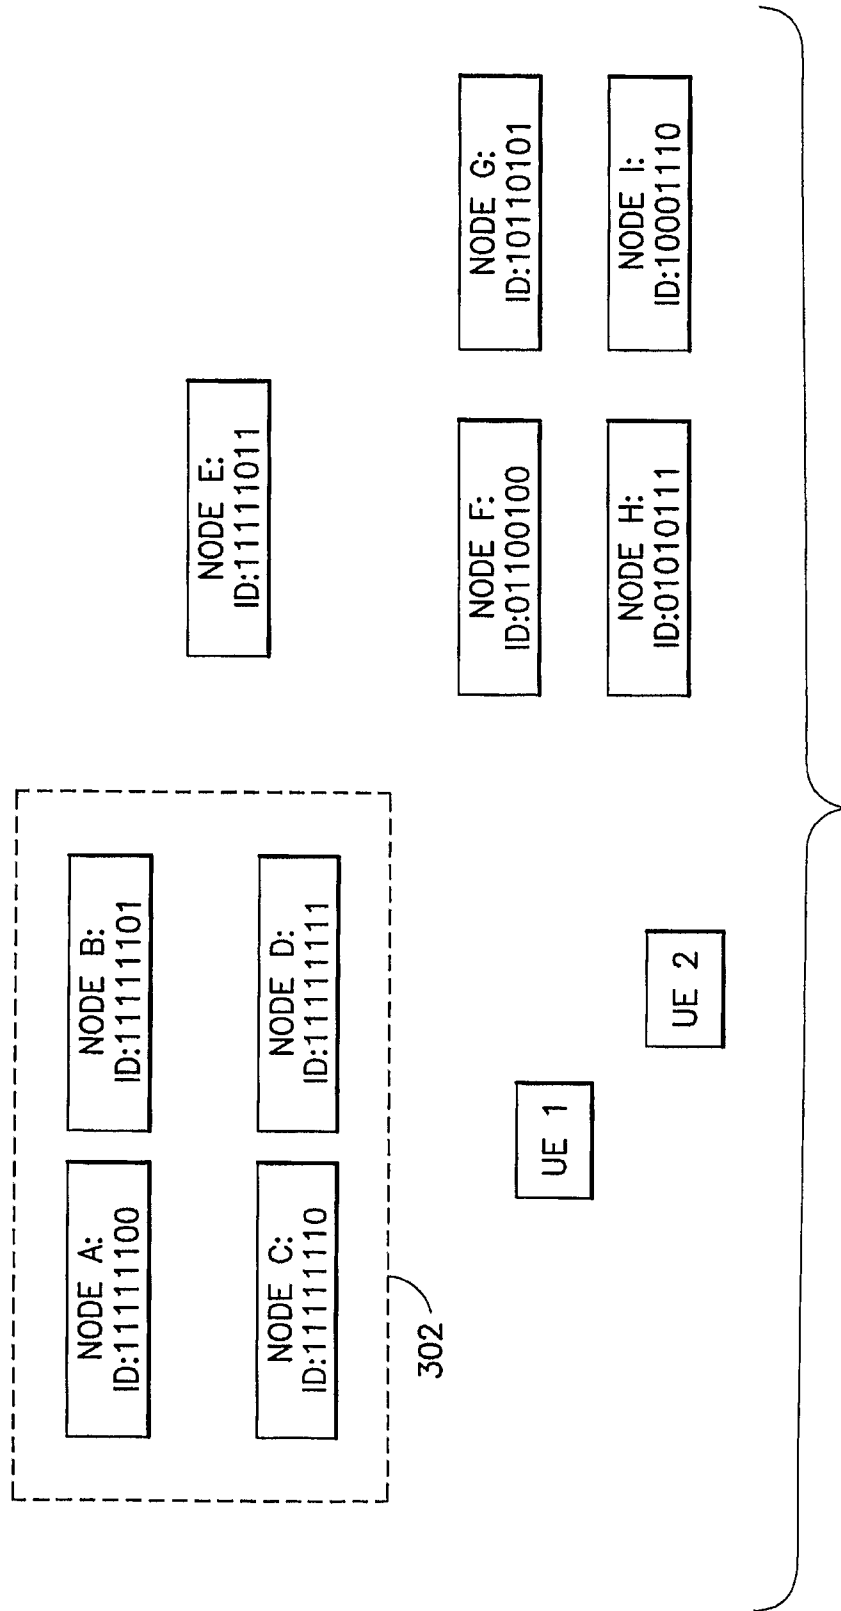 NODE A:
ID:11111100
NODE B:
ID:11111101
NODE C:
ID:11111110
NODE D:
ID:11111111
302
NODE E:
ID:11111011
UE 1
UE 2
NODE F:
ID:01100100
NODE G:
ID:10110101
NODE H:
ID:01010111
NODE I:
ID:10001110